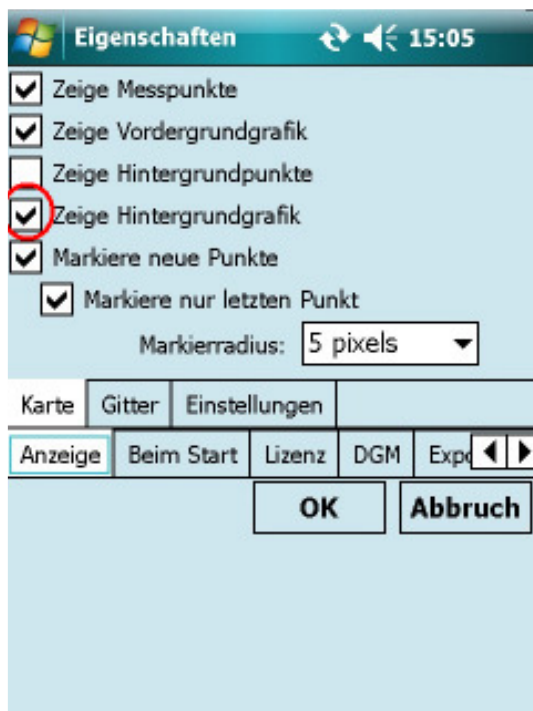 Eigenschaften 15:05
Zeige Messpunkte
Zeige Vordergrundgrafik
Zeige Hintergrundpunkte
Zeige Hintergrundgrafik
Markiere neue Punkte
Markiere nur letzten Punkt
Markierradius: 5 pixels
Karte Gitter Einstellungen
Anzeige Beim Start Lizenz DGM Expo
OK Abbruch